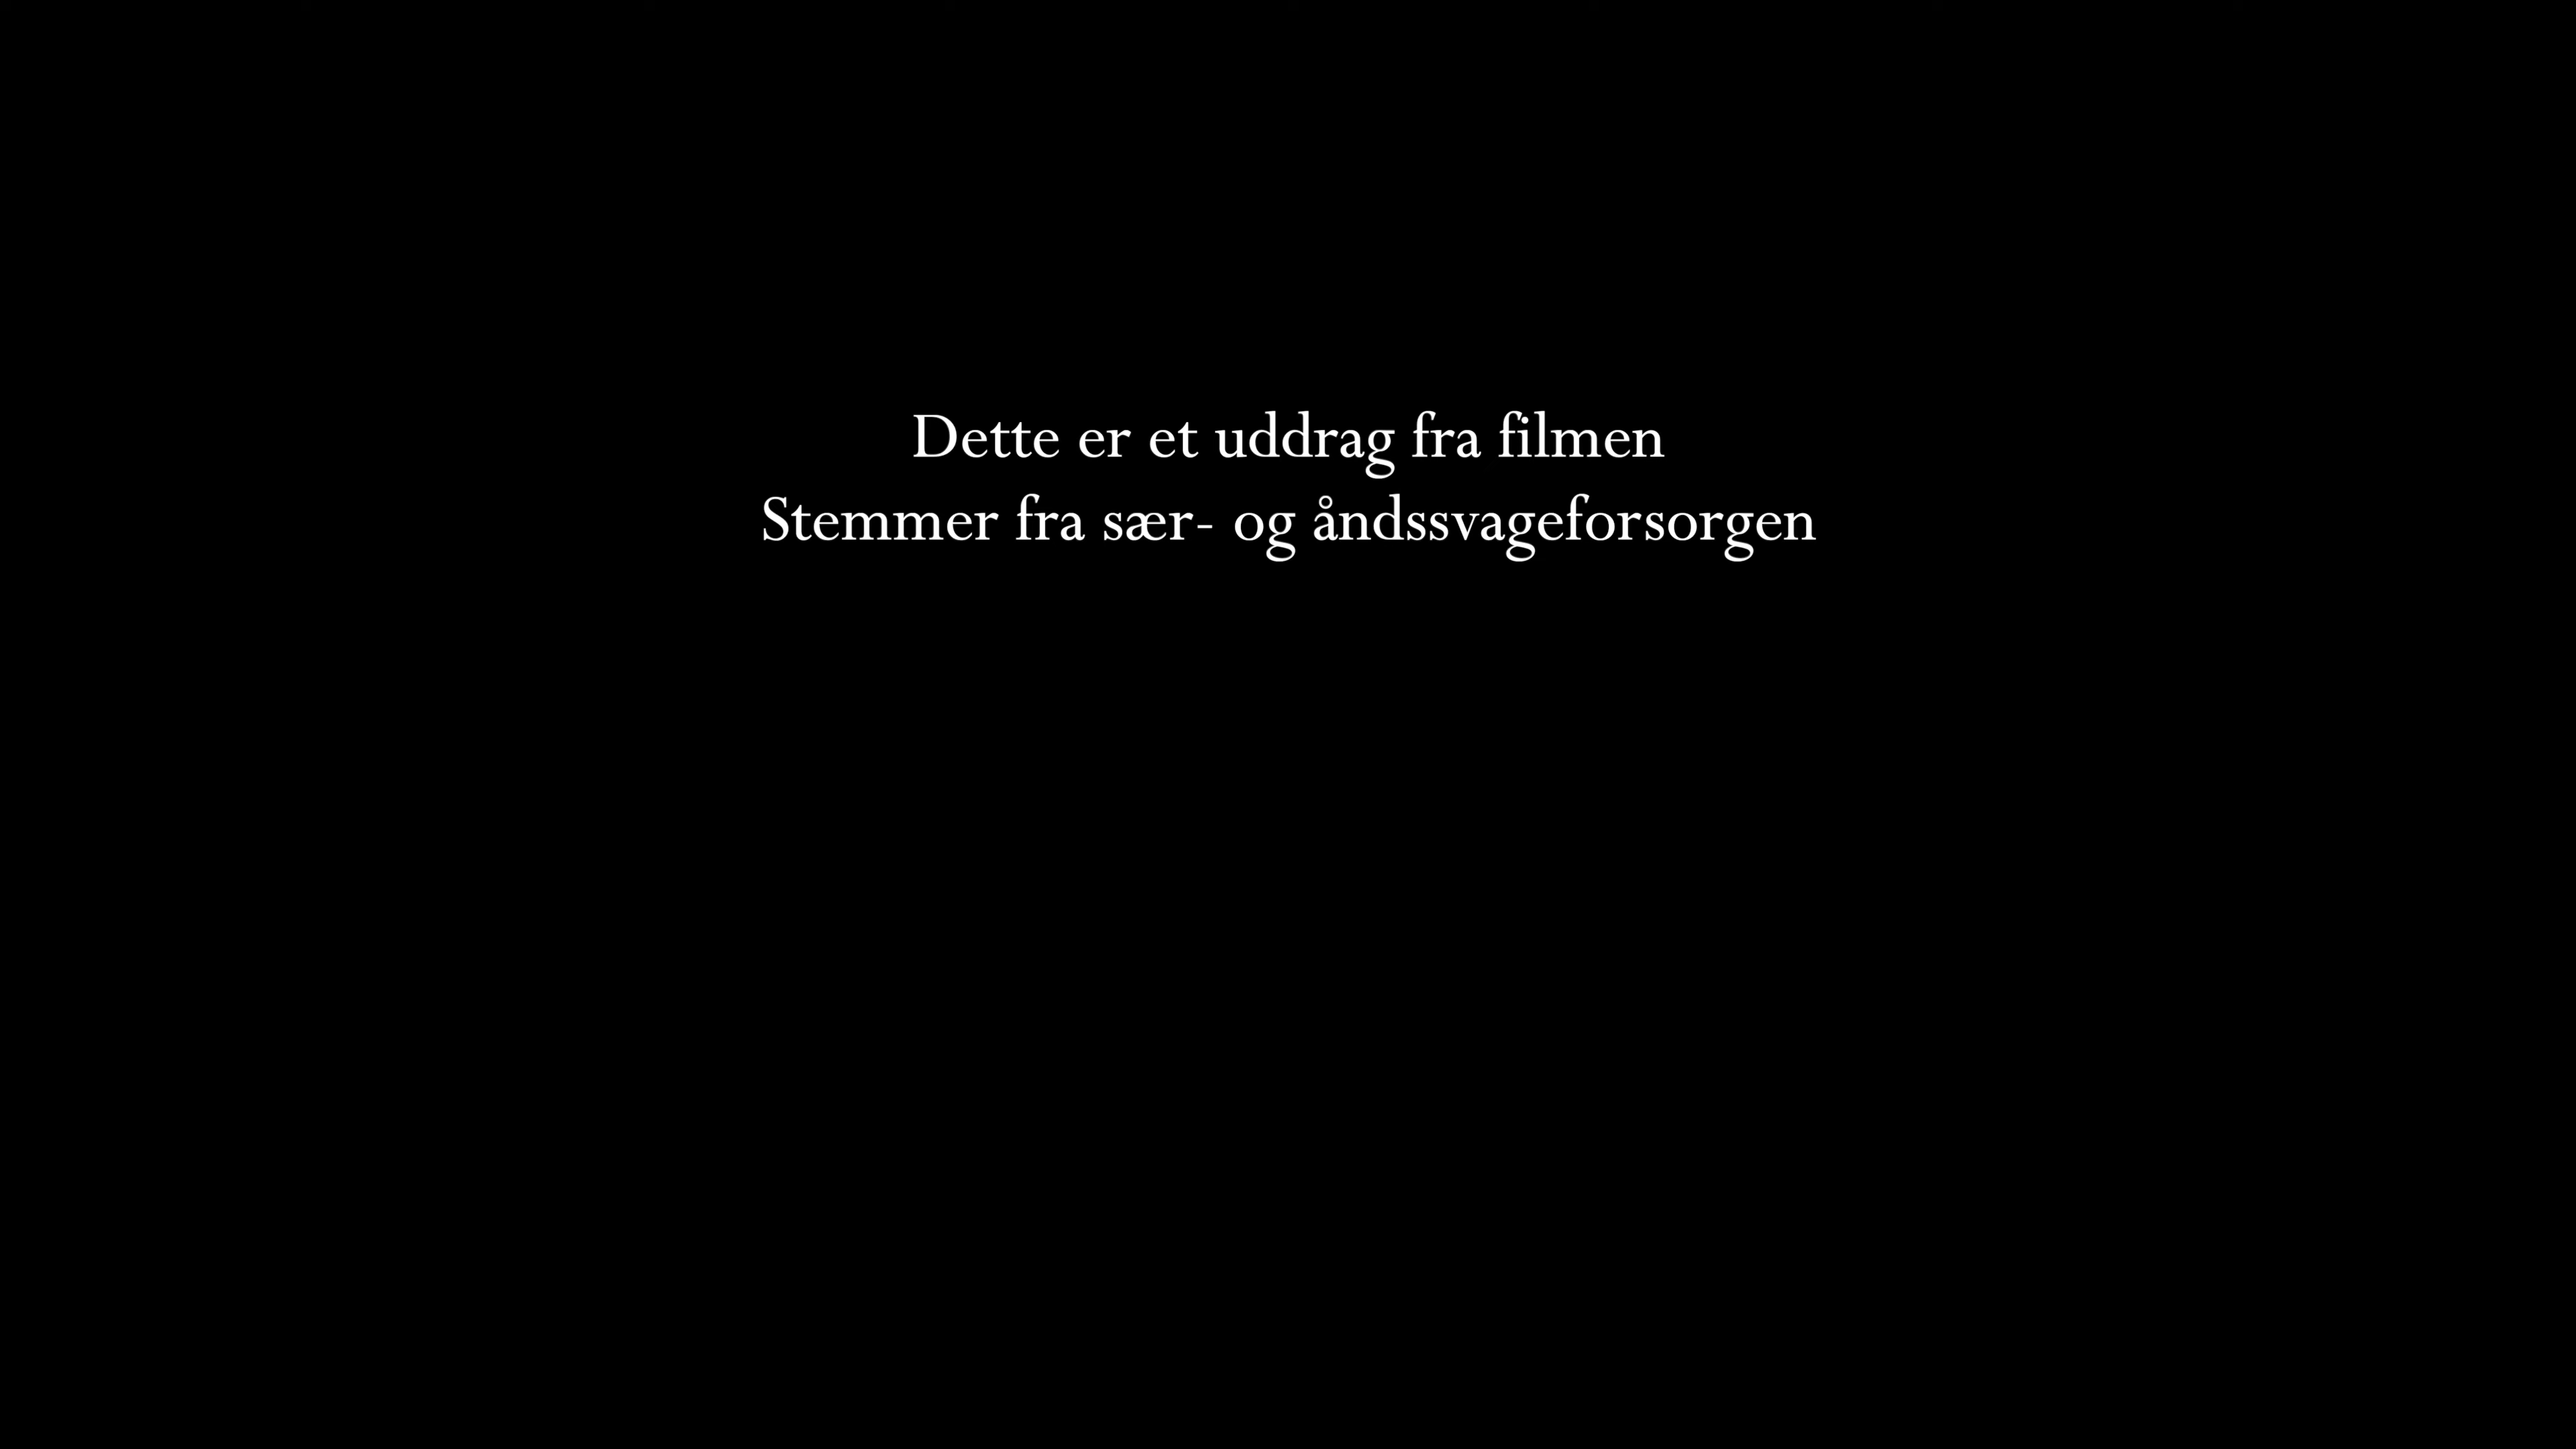 Dette er et uddrag fra filmen
Stemmer fra sær- og åndssvageforsorgen